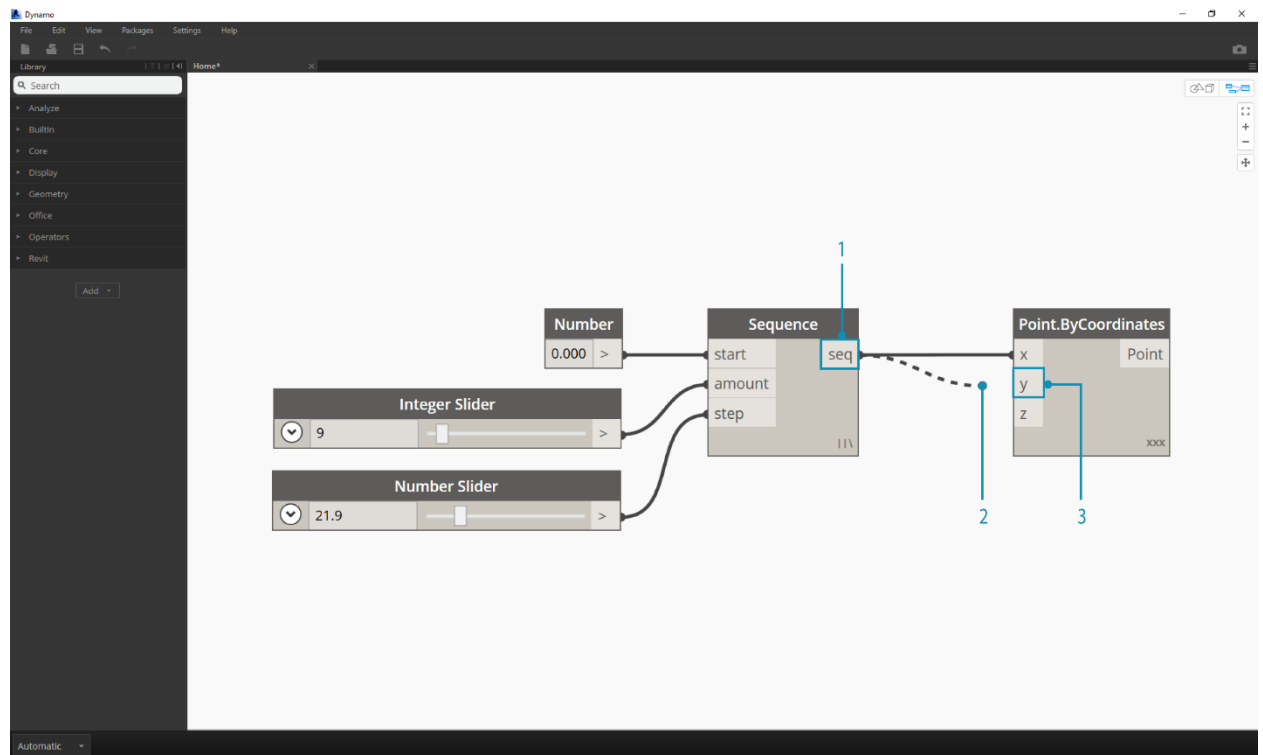 Dynamo
File Edit View Packages Settings Help
Library
Home*
Search
Analyze
BuiltIn
Core
Display
Geometry
Office
Operators
Revit
Add
1
Number
0.000 >
Sequence
start seq
amount
step
Point.ByCoordinates
x Point
y
z
xxx
Integer Slider
9 >
Number Slider
21.9 >
2
3
Automatic